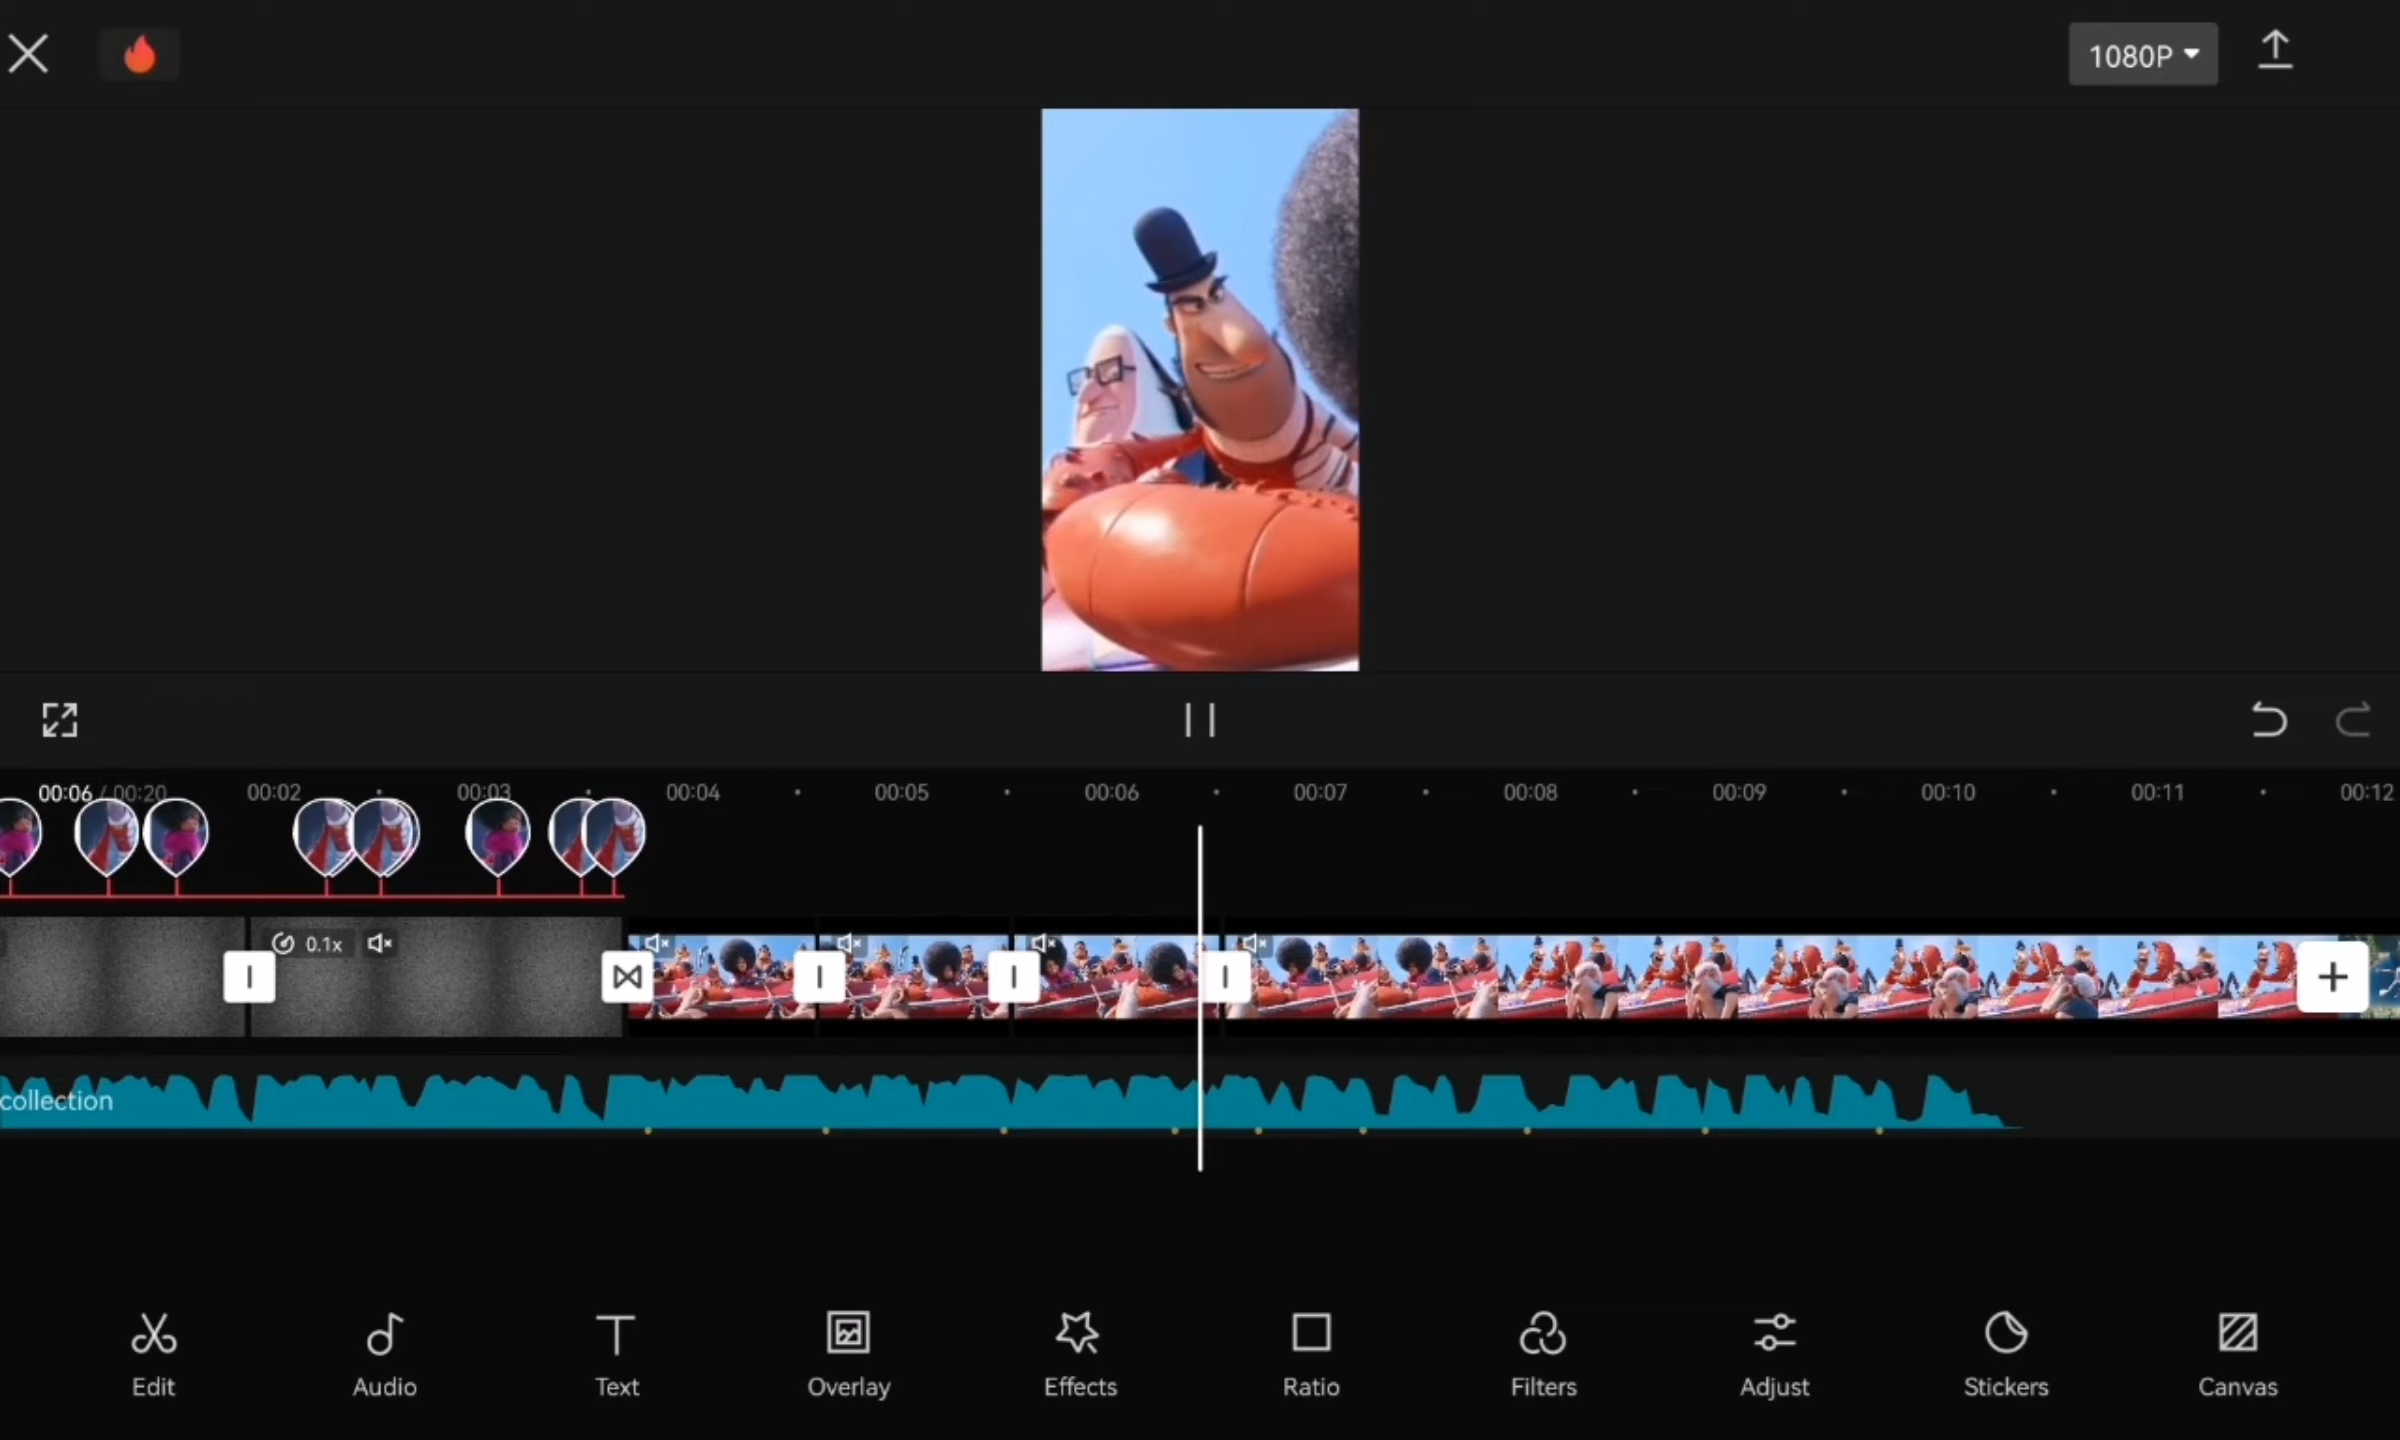 1080P
00:06 / 00:20 00:02 00:03 00:04 00:05 00:06 00:07 00:08 00:09 00:10 00:11 00:12
0.1x
collection
Edit Audio Text Overlay Effects Ratio Filters Adjust Stickers Canvas